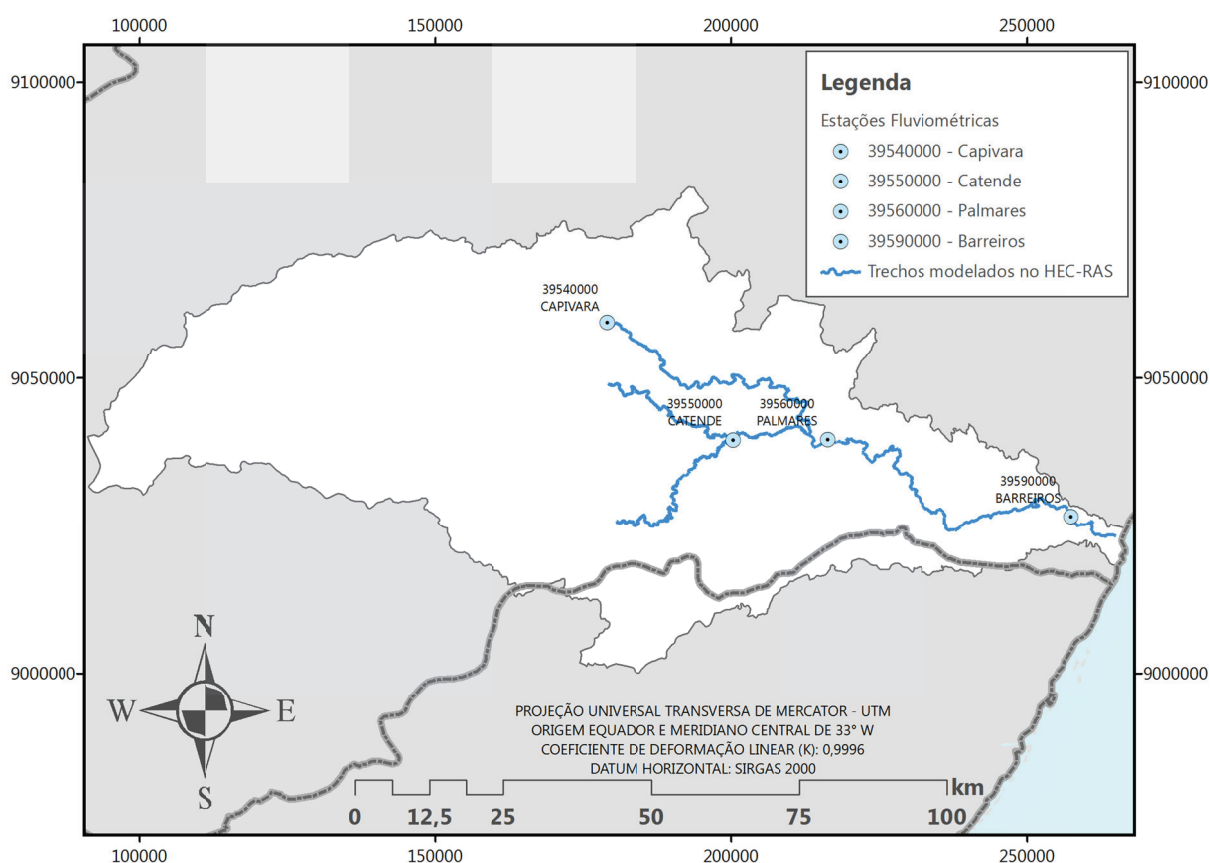 100000 150000 200000 250000
9100000 9100000
Legenda
Estações Fluviométricas
39540000 - Capivara
39550000 - Catende
39560000 - Palmares
39590000 - Barreiros
Trechos modelados no HEC-RAS
39540000
CAPIVARA
9050000 9050000
39550000
CATENDE
39560000
PALMARES
39590000
BARREIROS
9000000 9000000
N
W E
S
PROJEÇÃO UNIVERSAL TRANSVERSA DE MERCATOR - UTM
ORIGEM EQUADOR E MERIDIANO CENTRAL DE 33° W
COEFICIENTE DE DEFORMAÇÃO LINEAR (K): 0,9996
DATUM HORIZONTAL: SIRGAS 2000
km
0 12,5 25 50 75 100
100000 150000 200000 250000